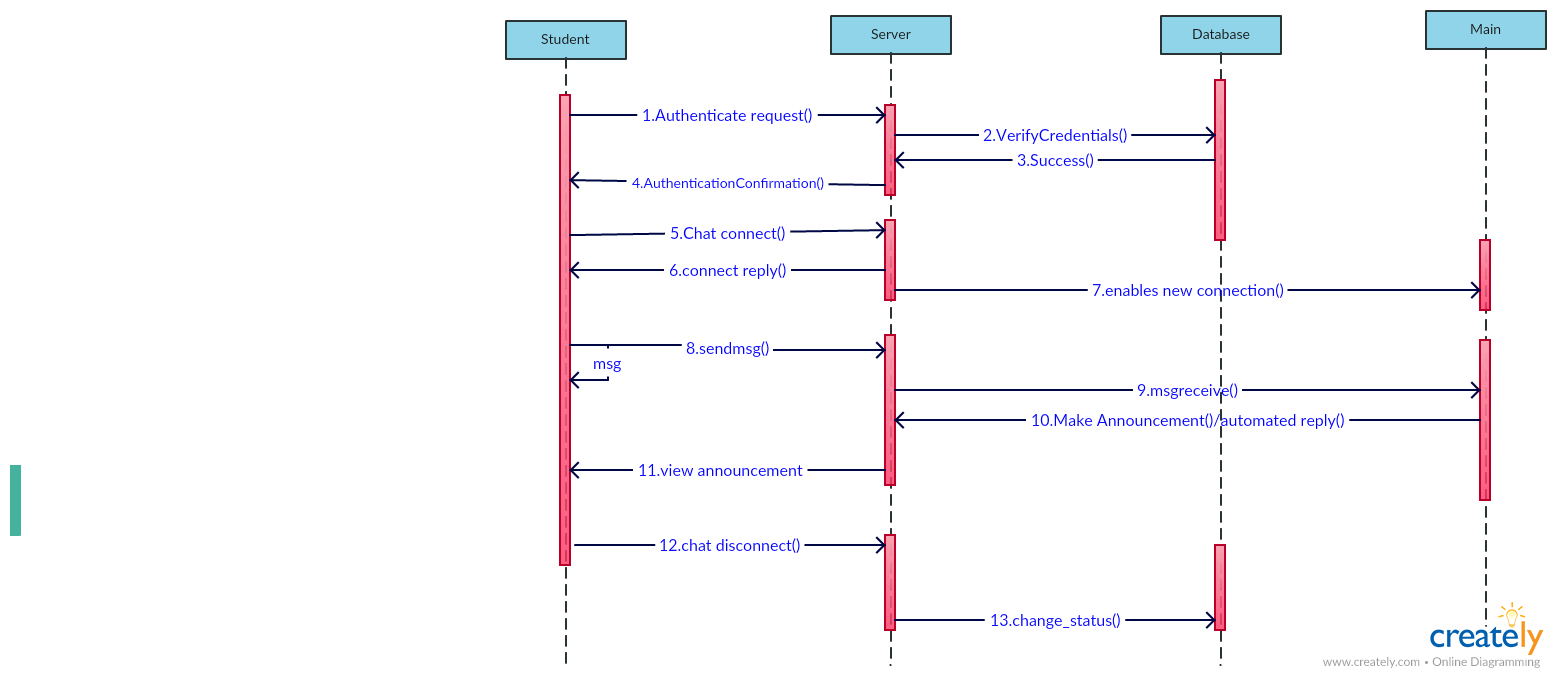 Student
Server
Database
Main
1.Authenticate request()
2.VerifyCredentials()
3.Success()
4.AuthenticationConfirmation()
5.Chat connect()
6.connect reply()
7.enables new connection()
8.sendmsg()
msg
9.msgreceive()
10.Make Announcement()/automated reply()
11.view announcement
12.chat disconnect()
13.change_status()
creately
www.creately.com • Online Diagramming